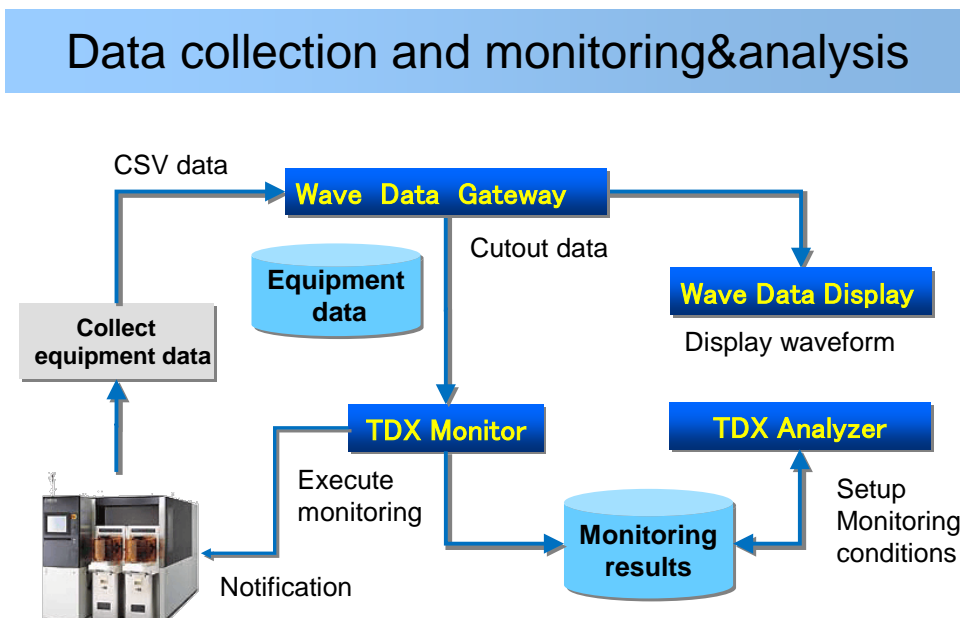 Data collection and monitoring&analysis
CSV data
Wave Data Gateway
Cutout data
Equipment
data
Wave Data Display
Display waveform
Collect
equipment data
TDX Monitor
TDX Analyzer
Execute
monitoring
Setup
Monitoring
conditions
Monitoring
results
Notification